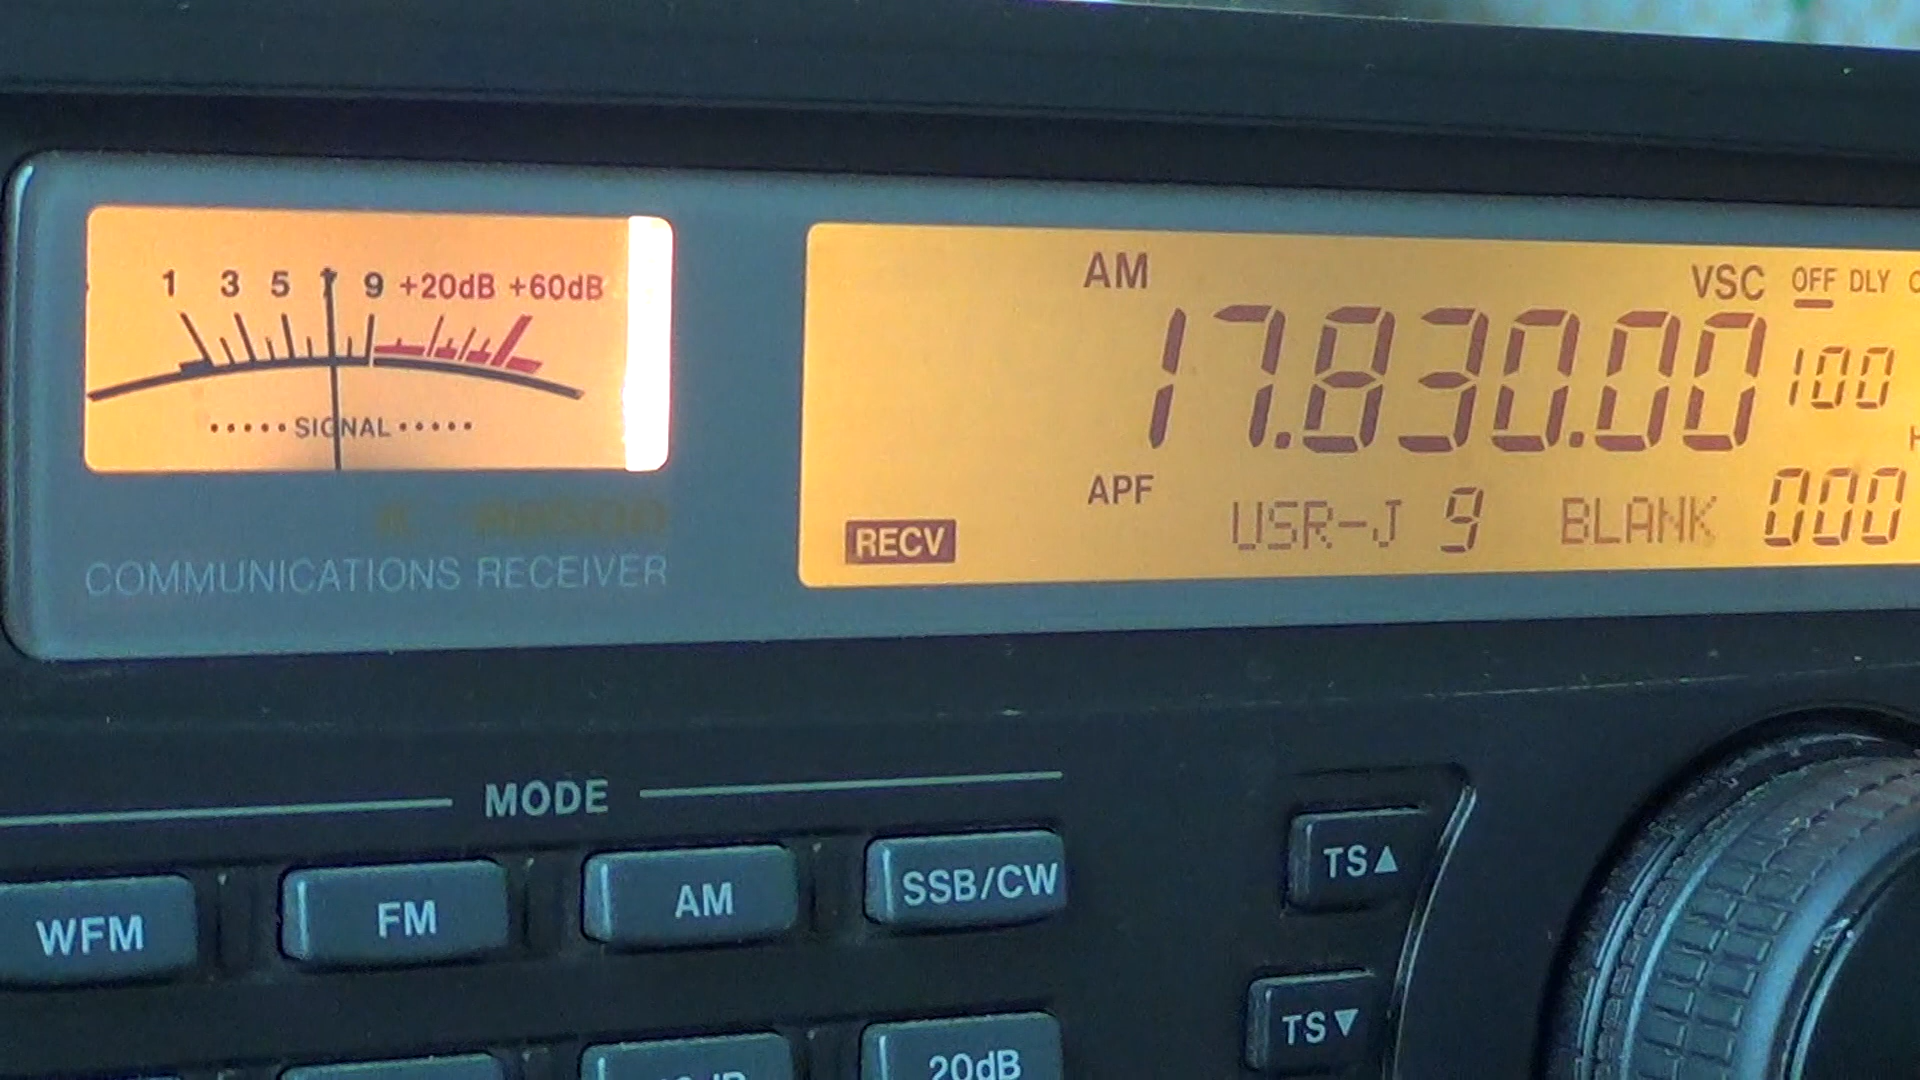 1 3 5 7 9 +20dB +60dB
SIGNAL
COMMUNICATIONS RECEIVER
AM VSC OFF DLY
17.830.00 100
APF
RECV USR-J 9 BLANK 000
MODE
WFM FM AM SSB/CW
TS▲
TS▼
20dB